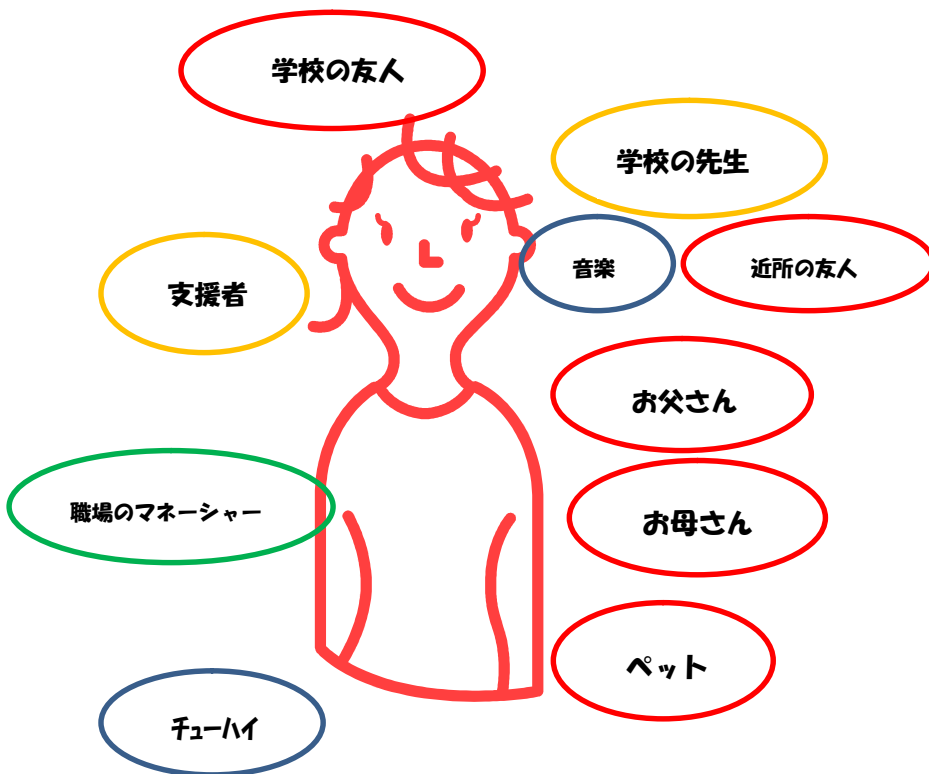 学校の友人
学校の先生
音楽
近所の友人
支援者
お父さん
職場のマネーシャー
お母さん
ペット
チューハイ